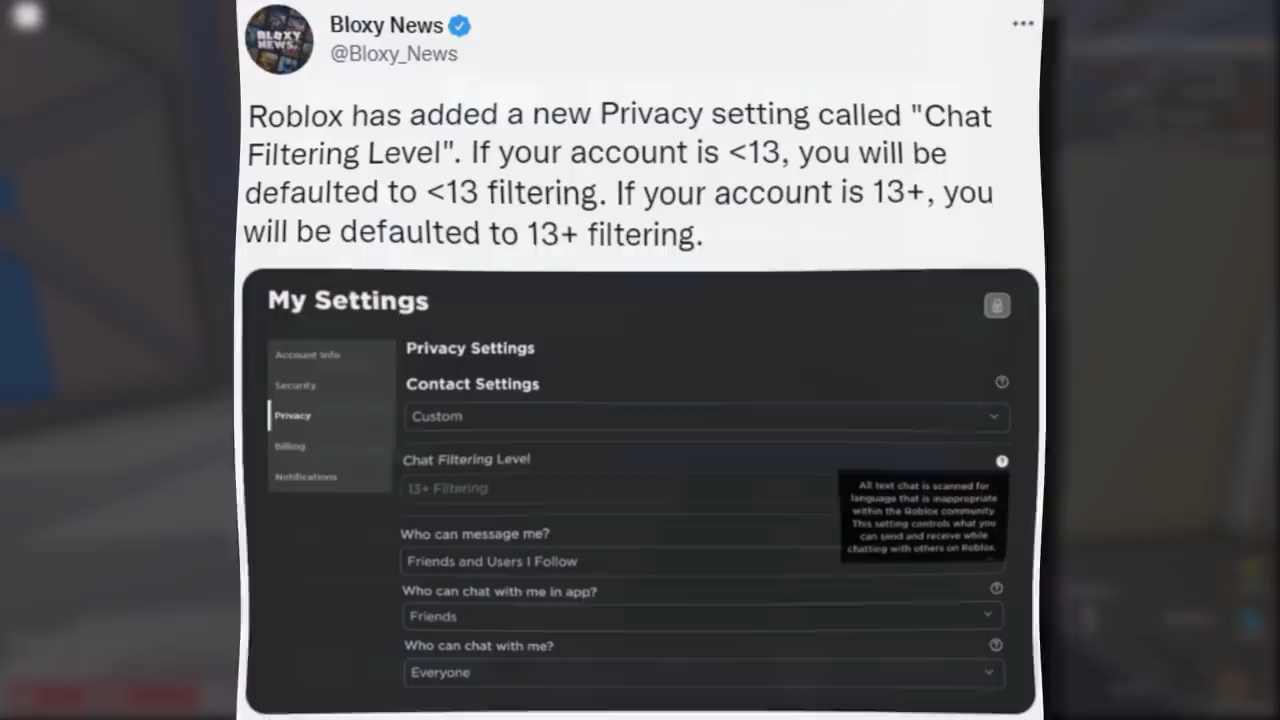 BLOXY
NEWS.
Bloxy News
@Bloxy_News
Roblox has added a new Privacy setting called "Chat
Filtering Level". If your account is <13, you will be
defaulted to <13 filtering. If your account is 13+, you
will be defaulted to 13+ filtering.
My Settings
Account Info
Security
Privacy
Billing
Notifications
Privacy Settings
Contact Settings
Custom
Chat Filtering Level
13+ Filtering
All text chat is scanned for
language that is inappropriate
within the Roblox community
This setting controls what you
can send and receive while
chatting with others on Roblox.
Who can message me?
Friends and Users I Follow
Who can chat with me in app?
Friends
Who can chat with me?
Everyone